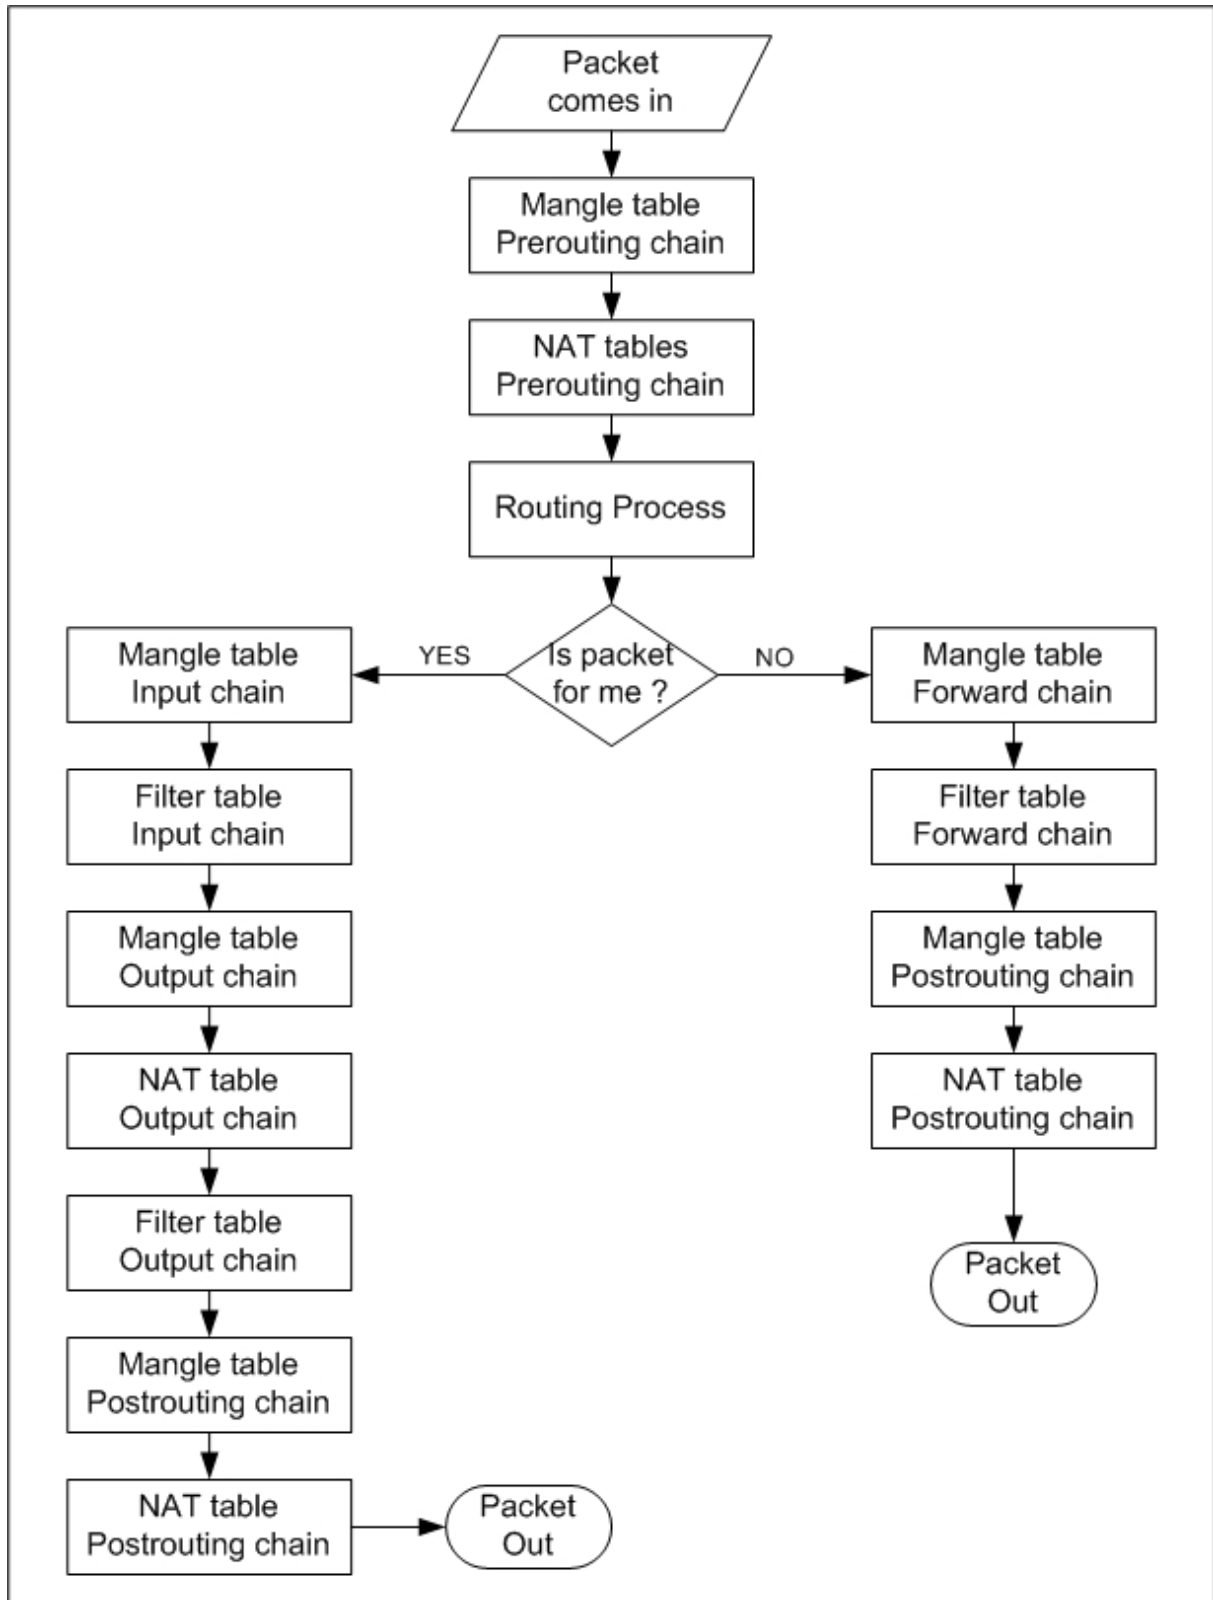 Packet
comes in
Mangle table
Prerouting chain
NAT tables
Prerouting chain
Routing Process
Is packet
for me ?
YES
NO
Mangle table
Input chain
Filter table
Input chain
Mangle table
Output chain
NAT table
Output chain
Filter table
Output chain
Mangle table
Postrouting chain
NAT table
Postrouting chain
Packet
Out
Mangle table
Forward chain
Filter table
Forward chain
Mangle table
Postrouting chain
NAT table
Postrouting chain
Packet
Out